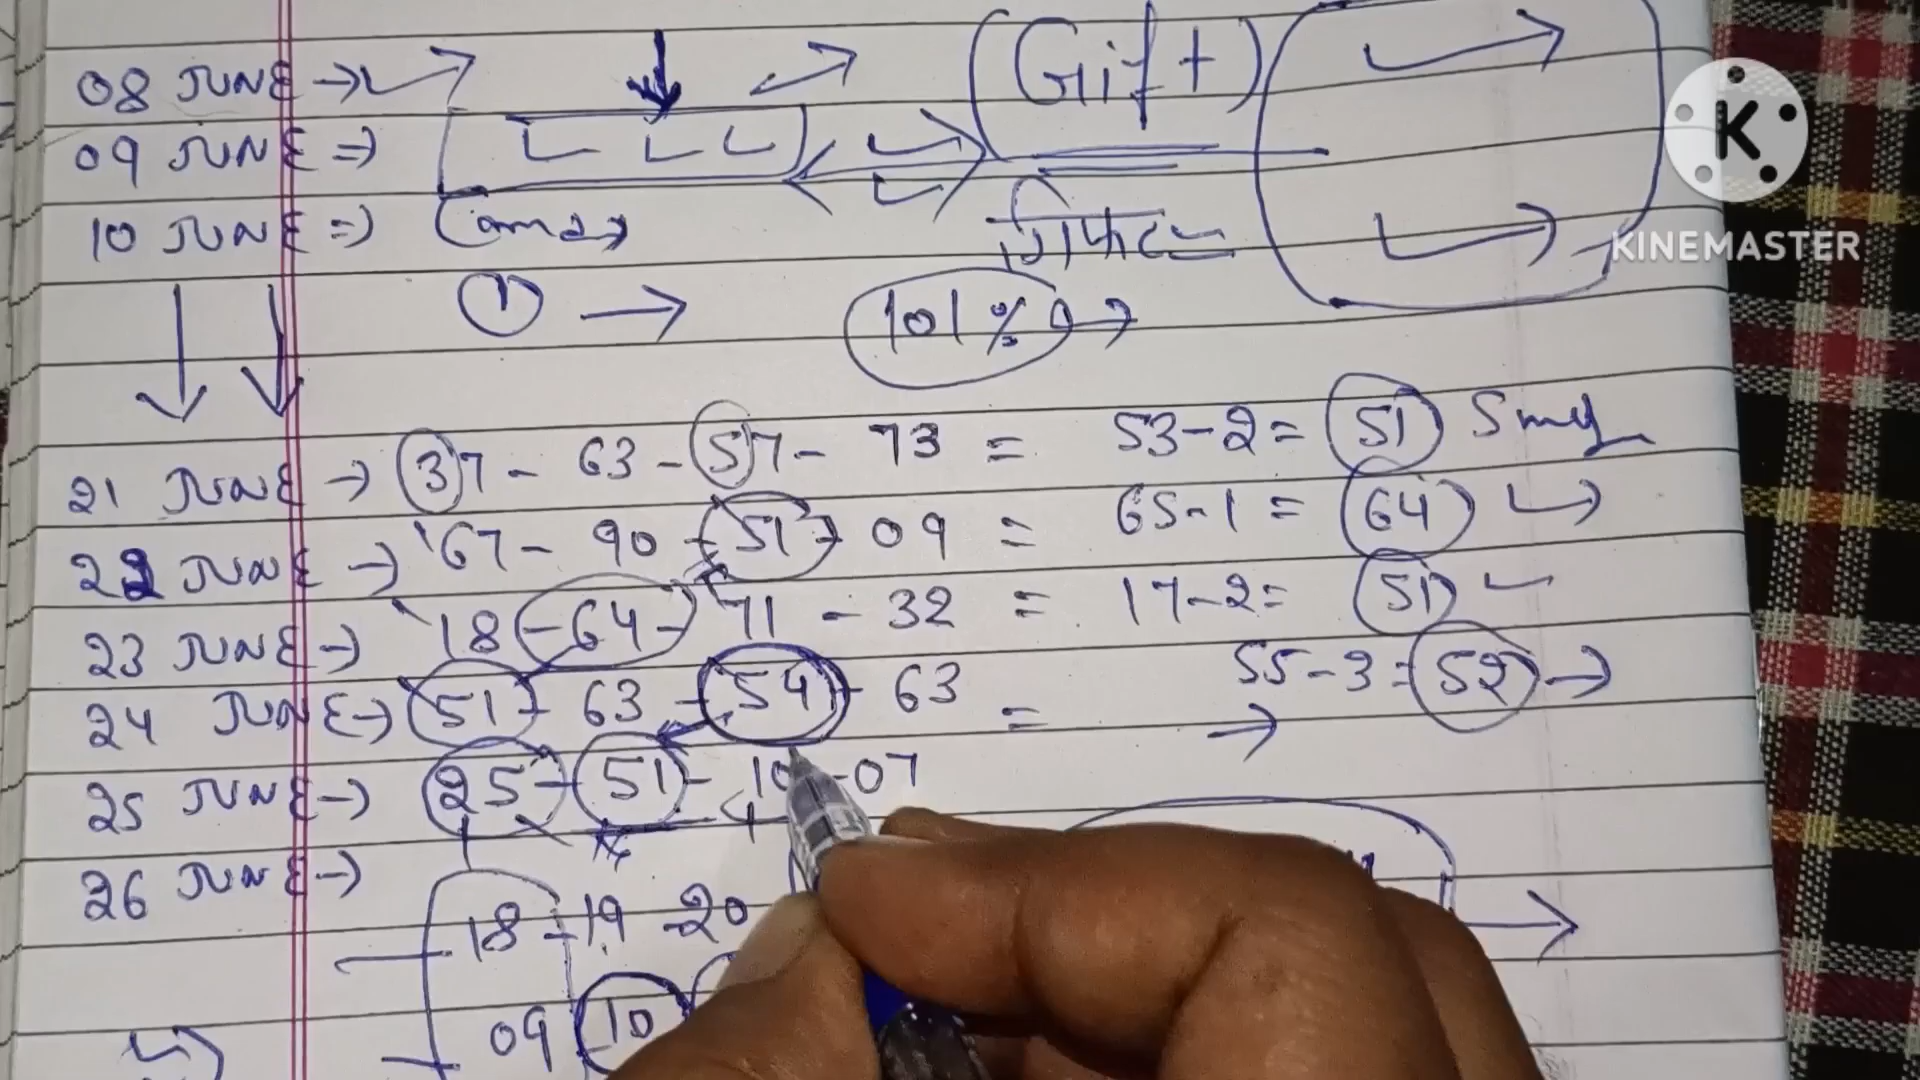 08 JUNE →
(Gift)
09 JUNE ⇒
10 JUNE ⇒
KINEMASTER
K
① → 101% →
21 JUNE → 37 - 63 - 57 - 73 = 53-2= 51
22 JUNE → 67 - 90 - 51 - 09 = 65-1= 64
23 JUNE → 18 - 64 - 71 - 32 = 17-2= 51
24 JUNE → 51 - 63 - 54 - 63 = 55-3= 52 →
25 JUNE → 25 - 51 - 10 - 07
26 JUNE →
18 - 19 - 20
09 10